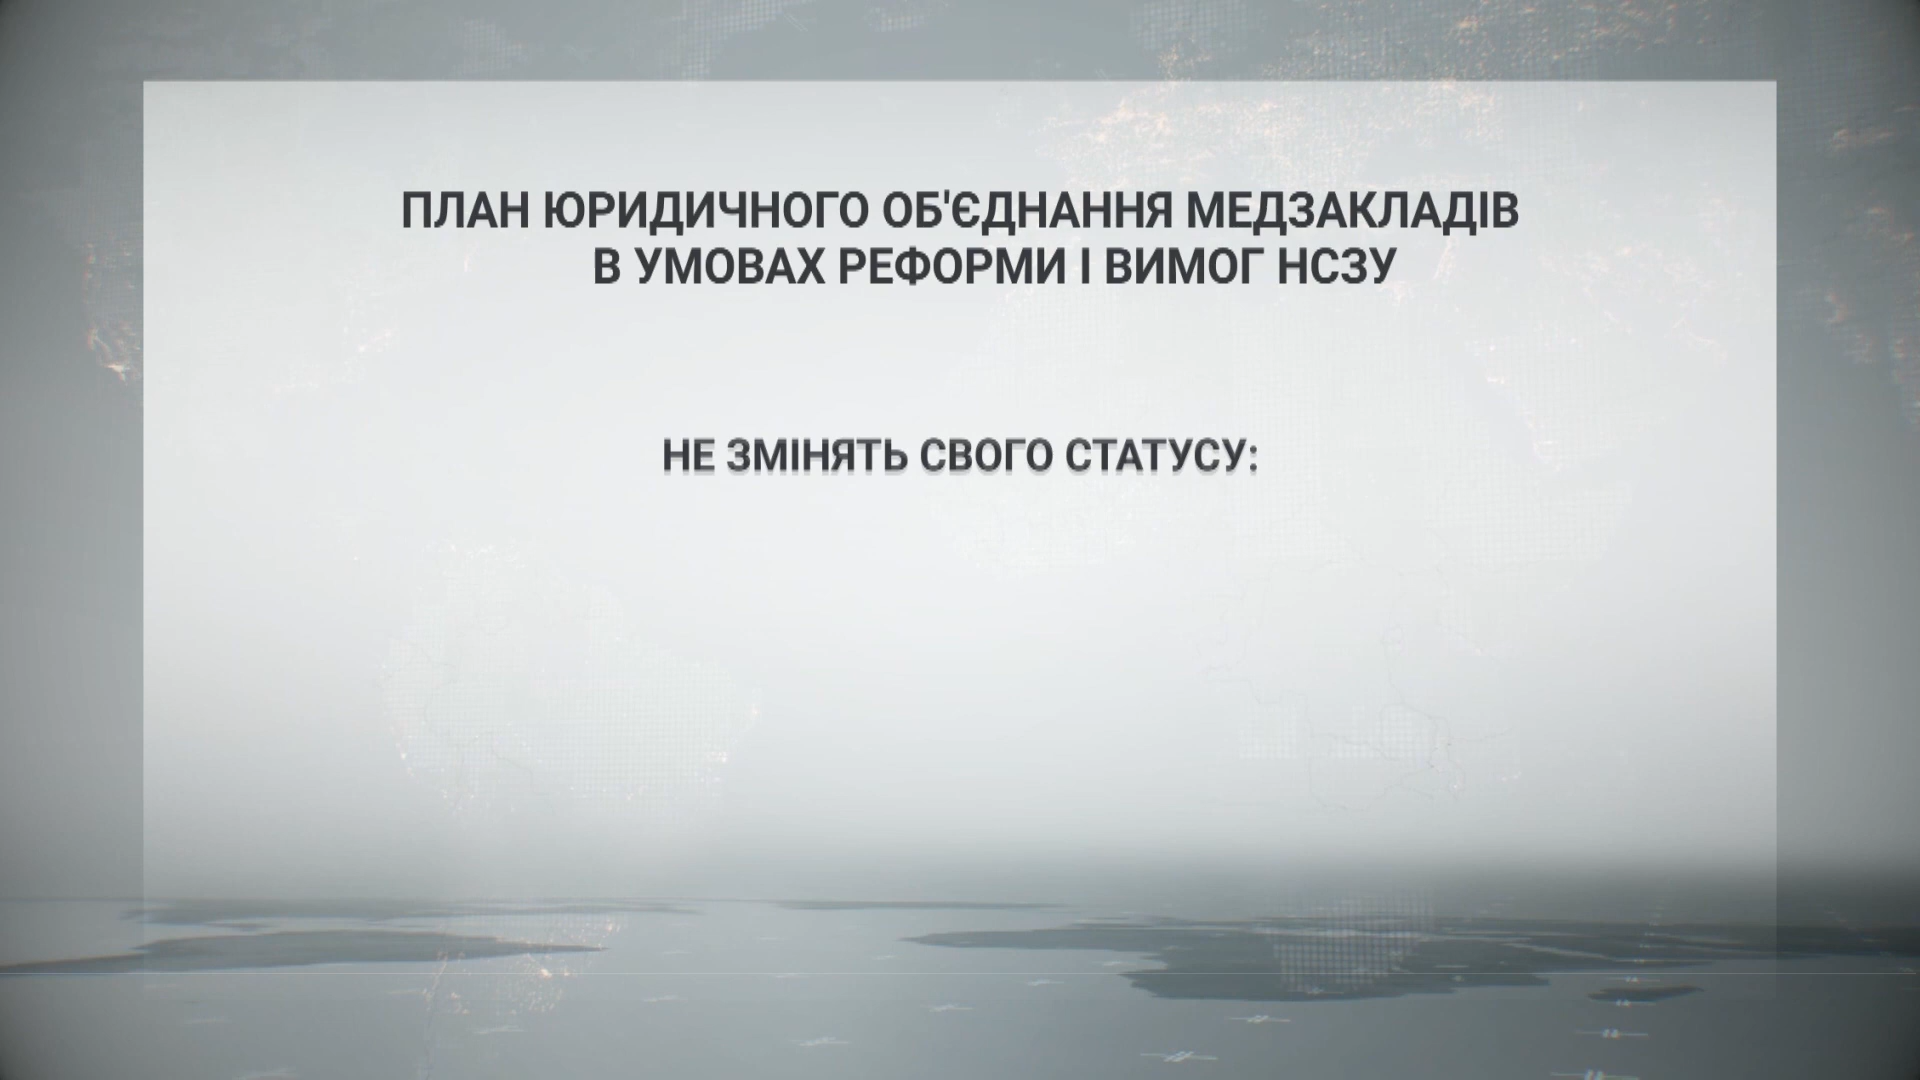 ПЛАН ЮРИДИЧНОГО ОБ'ЄДНАННЯ МЕДЗАКЛАДІВ
В УМОВАХ РЕФОРМИ І ВИМОГ НСЗУ
НЕ ЗМІНЯТЬ СВОГО СТАТУСУ: